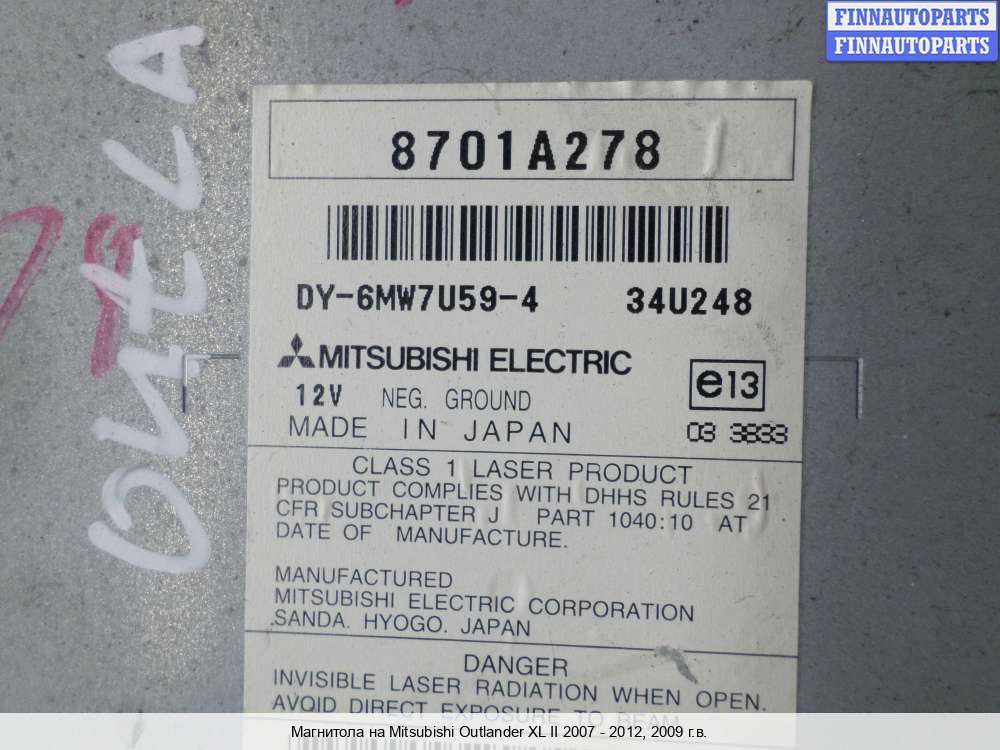 FINNAUTOPARTS
FINNAUTOPARTS
8701A278
DY-6MW7U59-4 34U248
MITSUBISHI ELECTRIC
e13
12V NEG. GROUND
MADE IN JAPAN 03 3833
CLASS 1 LASER PRODUCT
PRODUCT COMPLIES WITH DHHS RULES 21
CFR SUBCHAPTER J PART 1040:10 AT
DATE OF MANUFACTURE.
MANUFACTURED
MITSUBISHI ELECTRIC CORPORATION
SANDA. HYOGO. JAPAN
DANGER
INVISIBLE LASER RADIATION WHEN OPEN.
AVOID DIRECT EXPOSURE TO BEAM
Магнитола на Mitsubishi Outlander XL II 2007 - 2012, 2009 г.в.